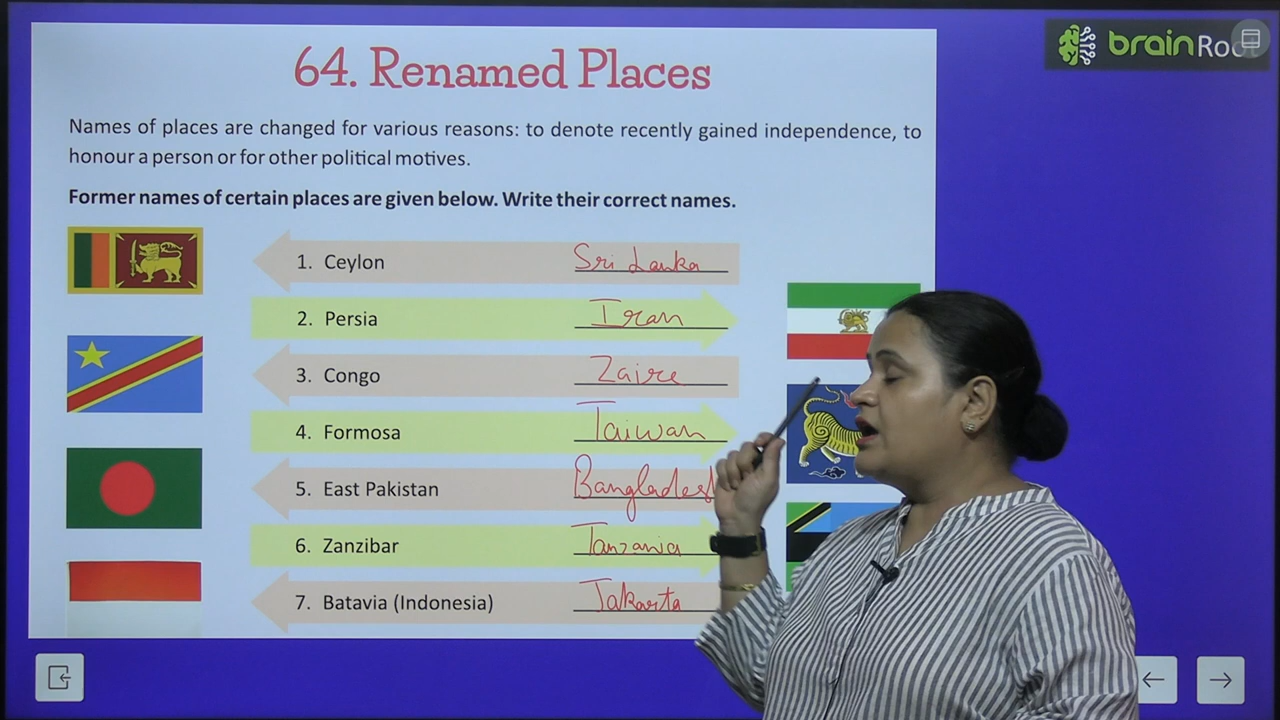 brainRoot
64. Renamed Places
Names of places are changed for various reasons: to denote recently gained independence, to
honour a person or for other political motives.
Former names of certain places are given below. Write their correct names.
1. Ceylon Sri Lanka
2. Persia Iran
3. Congo Zaire
4. Formosa Taiwan
5. East Pakistan Bangladesh
6. Zanzibar Tanzania
7. Batavia (Indonesia) Jakarta